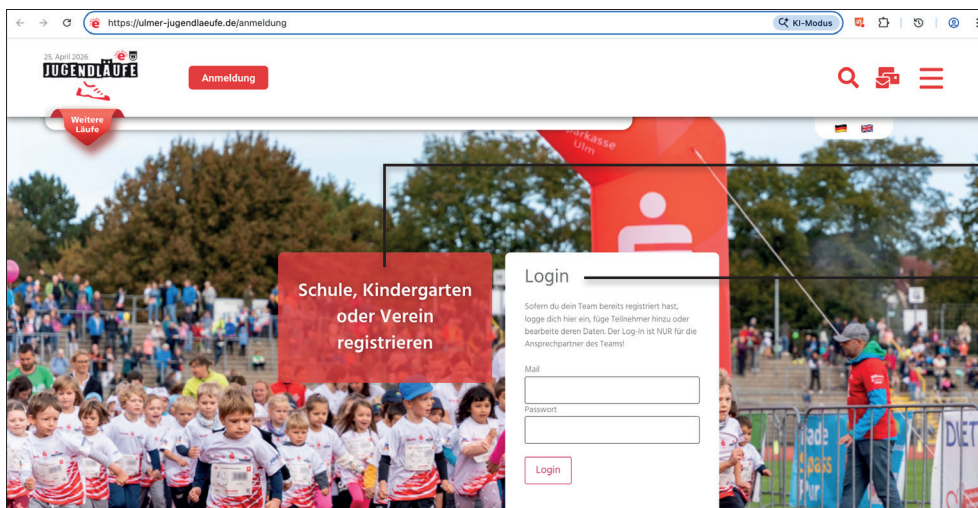 https://ulmer-jugendlaeufe.de/anmeldung
KI-Modus
25. April 2026
JUGENDLÄUFE
Anmeldung
Weitere
Läufe
Sparkasse
Ulm
Schule, Kindergarten
oder Verein
registrieren
Login
Sofern du dein Team bereits registriert hast,
logge dich hier ein, füge Teilnehmer hinzu oder
bearbeite deren Daten. Der Log-In ist NUR für die
Ansprechpartner des Teams!
Mail
Passwort
Login
DIET